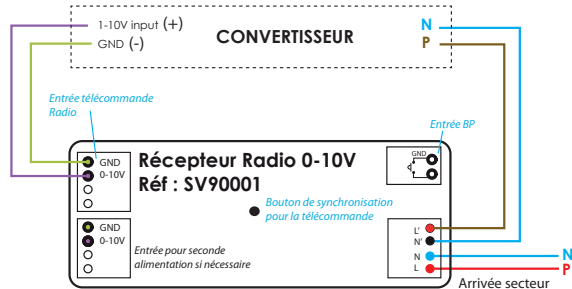 1-10V input (+)
GND (-)
CONVERTISSEUR
N
P
Entrée télécommande
Radio
Entrée BP
GND
0-10V
Récepteur Radio 0-10V
Réf : SV90001
GND
Bouton de synchronisation
pour la télécommande
GND
0-10V
Entrée pour seconde
alimentation si nécessaire
L'
N'
N
L
N
P
Arrivée secteur